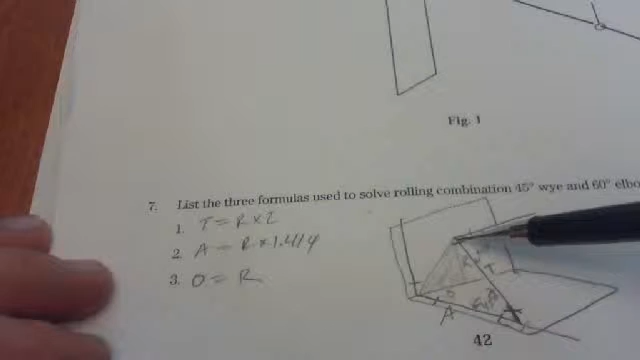 Fig. 1
7. List the three formulas used to solve rolling combination 45° wye and 60° elbo
1. T = R x 2
2. A = R x 1.414
3. O = R
R
T
O
A
42